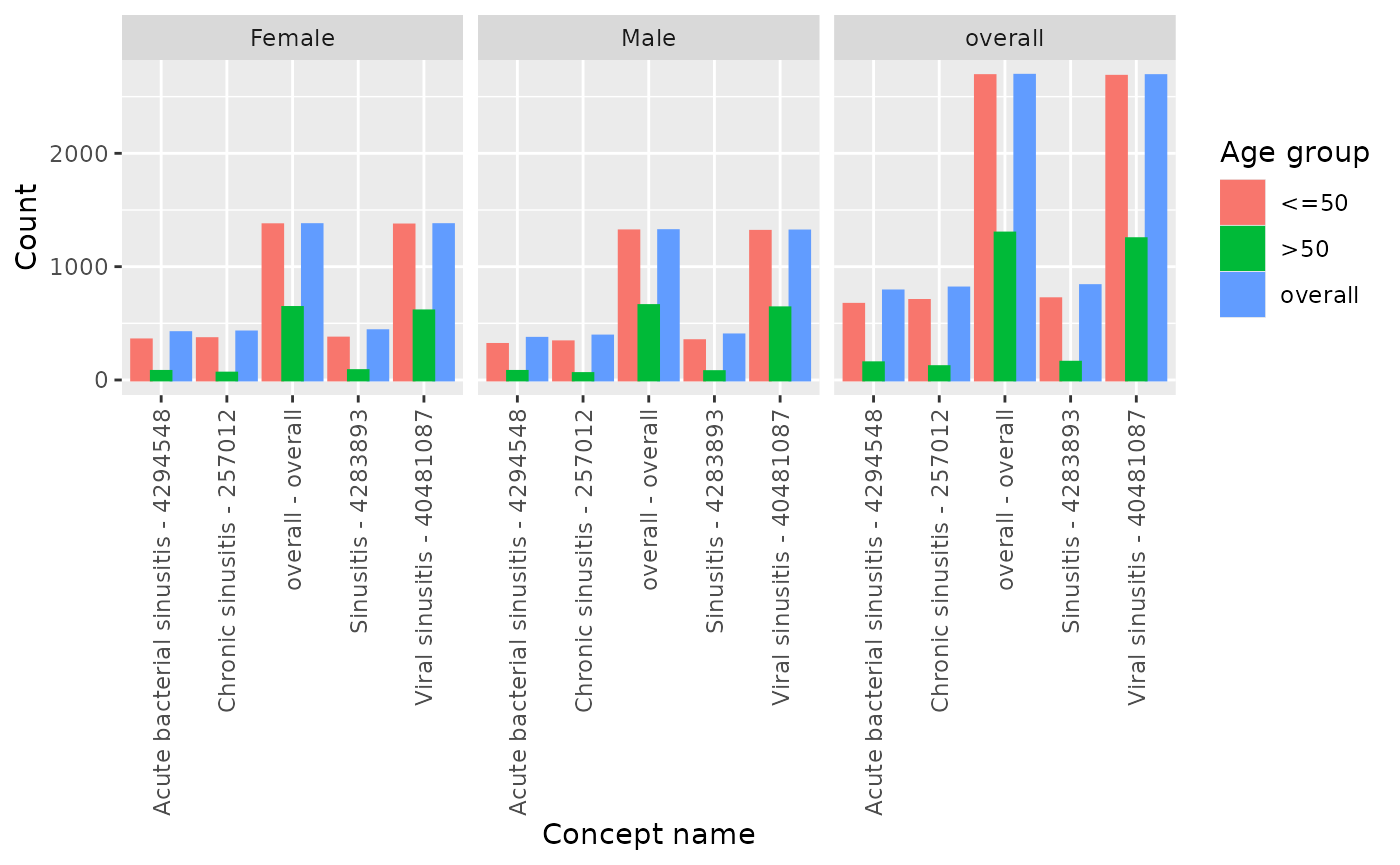 Female
Male
overall
Count
2000
1000
0
Acute bacterial sinusitis - 4294548
Chronic sinusitis - 257012
overall - overall
Sinusitis - 4283893
Viral sinusitis - 40481087
Acute bacterial sinusitis - 4294548
Chronic sinusitis - 257012
overall - overall
Sinusitis - 4283893
Viral sinusitis - 40481087
Acute bacterial sinusitis - 4294548
Chronic sinusitis - 257012
overall - overall
Sinusitis - 4283893
Viral sinusitis - 40481087
Concept name
Age group
<=50
>50
overall